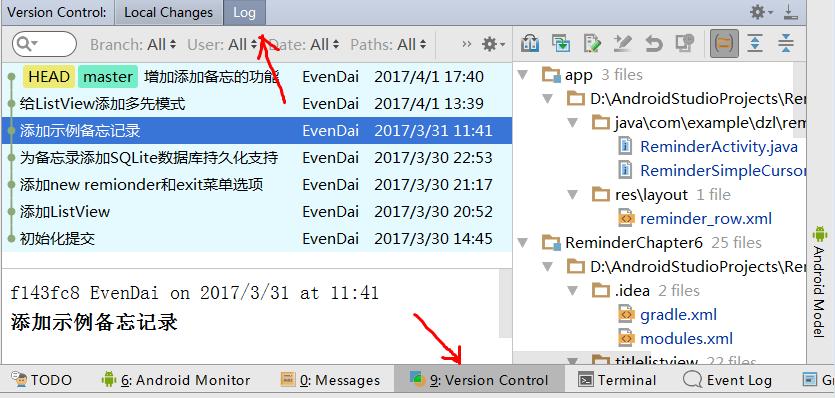 Version Control: Local Changes Log
Branch: All User: All Date: All Paths: All
HEAD master 增加添加备忘的功能 EvenDai 2017/4/1 17:40
给ListView添加多先模式 EvenDai 2017/4/1 13:39
添加示例备忘记录 EvenDai 2017/3/31 11:41
为备忘录添加SQLite数据库持久化支持 EvenDai 2017/3/30 22:53
添加new remionder和exit菜单选项 EvenDai 2017/3/30 21:17
添加ListView EvenDai 2017/3/30 20:52
初始化提交 EvenDai 2017/3/30 14:45
f143fc8 EvenDai on 2017/3/31 at 11:41
添加示例备忘记录
app 3 files
D:\AndroidStudioProjects\Rem
java\com\example\dzl\rem
ReminderActivity.java
ReminderSimpleCursor
res\layout 1 file
reminder_row.xml
ReminderChapter6 25 files
D:\AndroidStudioProjects\Re
.idea 2 files
gradle.xml
modules.xml
titlelistview 22 files
Android Model
TODO 6: Android Monitor 0: Messages 9: Version Control Terminal Event Log Gr